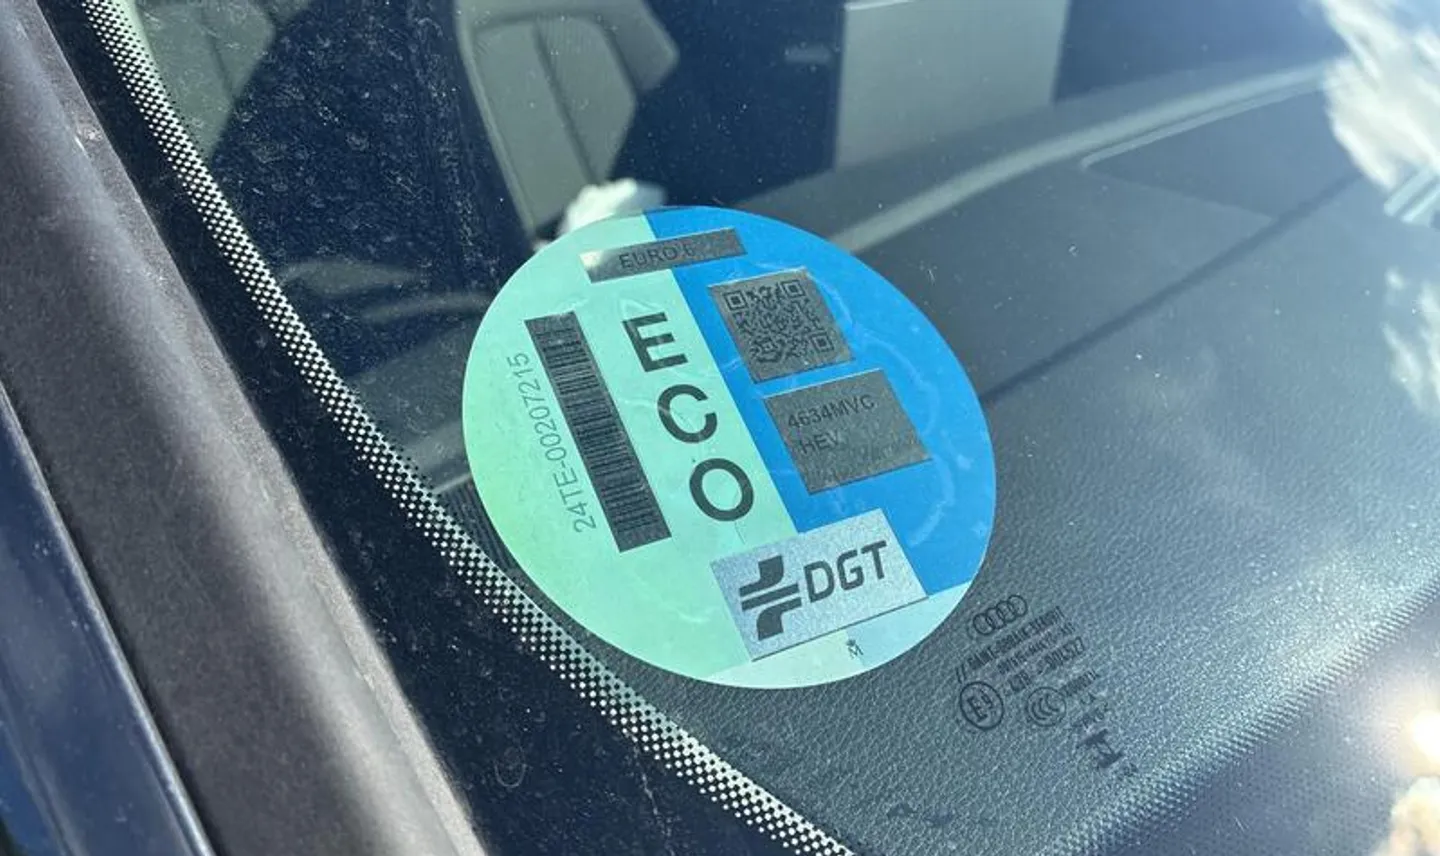 EURO 6
ECO
24TE-00207215
4634MVC
HEV
DGT
M